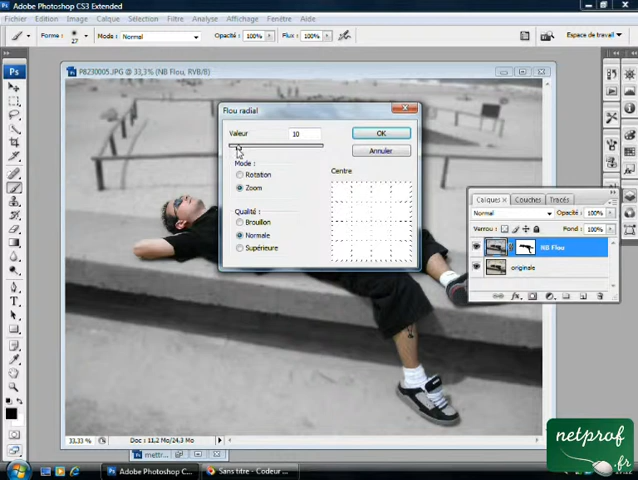 Adobe Photoshop CS3 Extended
Fichier Edition Image Calque Sélection Filtre Analyse Affichage Fenêtre Aide
Forme : 27 Mode : Normal Opacité : 100% Flux : 100% Espace de travail
Ps
P8230005.JPG @ 33,3% (NB Flou, RVB/8)
Flou radial
Valeur 10 OK
Annuler
Mode :
Rotation
Zoom
Centre
Qualité :
Brouillon
Normale
Supérieure
Calques Couches Tracés
Normal Opacité : 100%
Verrou : Fond : 100%
NB Flou
originale
fx
33,33 % Doc : 11,2 Mo/24,3 Mo
mettr...
Adobe Photoshop C... Sans titre - Codeur ...
netprof
.fr